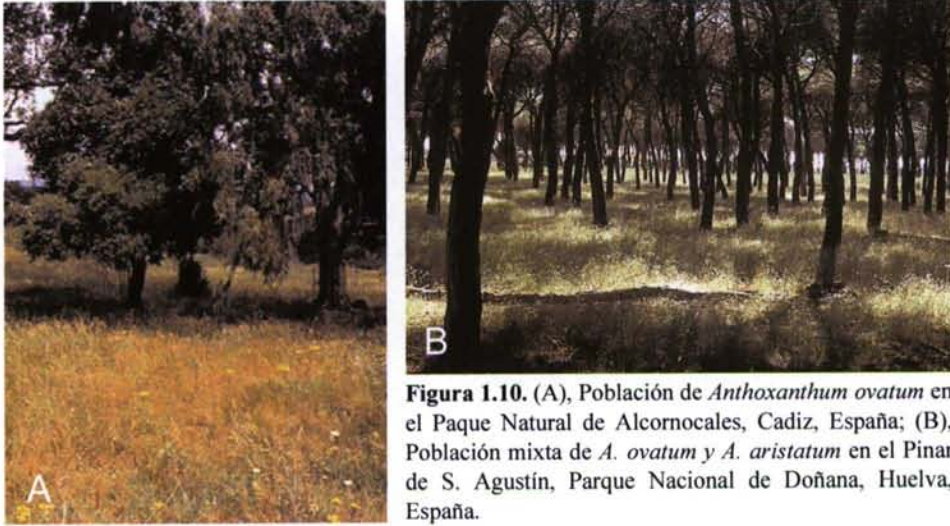 A
B
Figura 1.10. (A), Población de Anthoxanthum ovatum en
el Paque Natural de Alcornocales, Cadiz, España; (B),
Población mixta de A. ovatum y A. aristatum en el Pinar
de S. Agustín, Parque Nacional de Doñana, Huelva,
España.